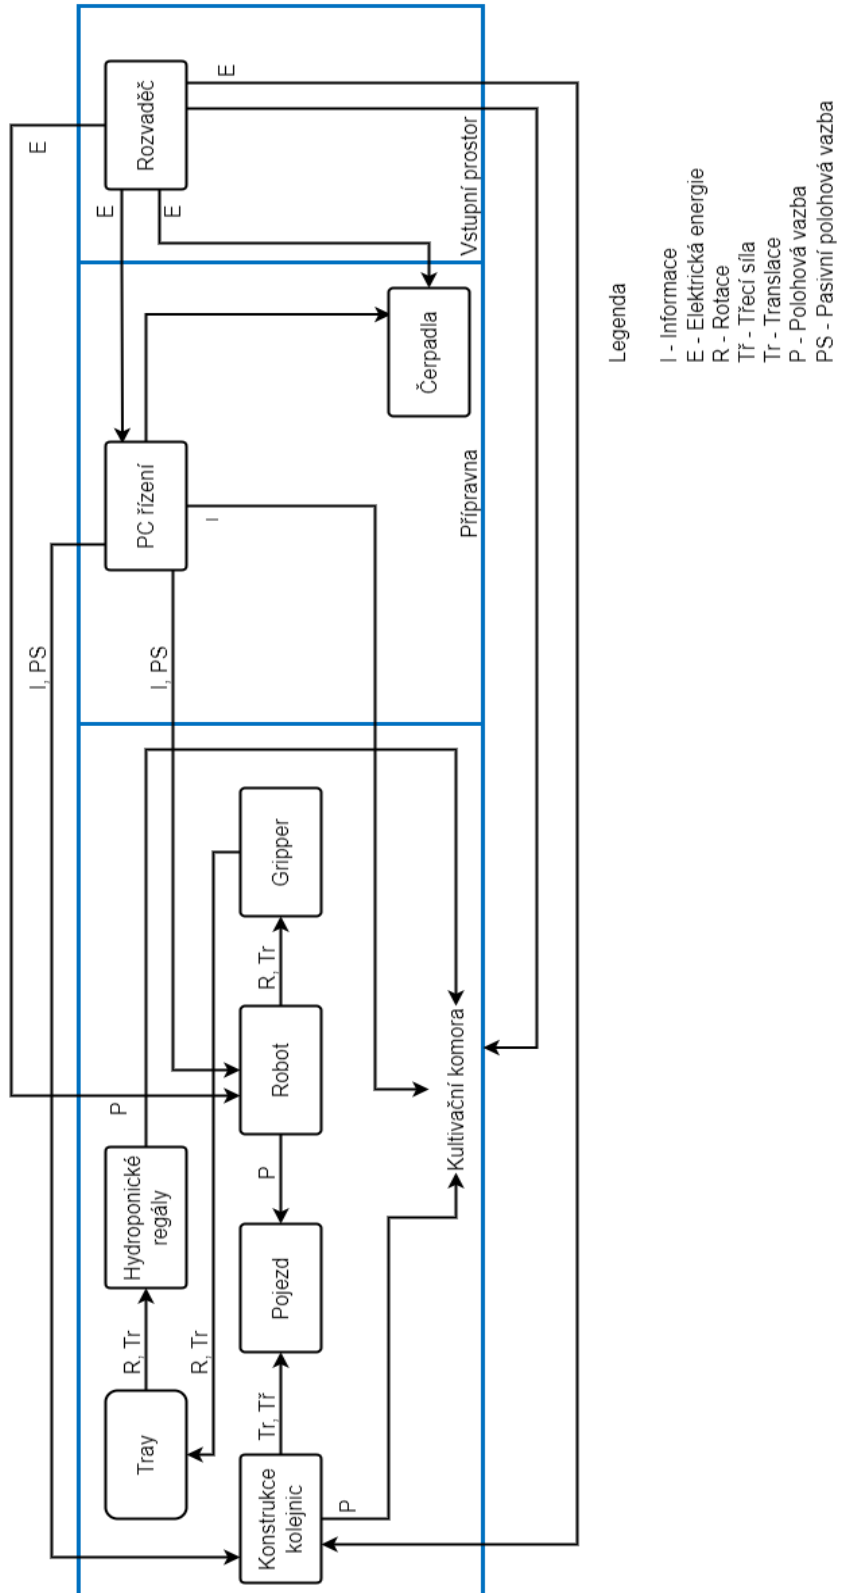 I, PS
E
Tray
R, Tr
Hydroponické
regály
P
I, PS
PC řízení
E
Rozvaděč
E
E
R, Tr
I
Konstrukce
kolejnic
Tr, Tř
Pojezd
P
Robot
R, Tr
Gripper
Čerpadla
P
Kultivační komora
Přípravna
Vstupní prostor
Legenda
I - Informace
E - Elektrická energie
R - Rotace
Tř - Třecí síla
Tr - Translace
P - Polohová vazba
PS - Pasivní polohová vazba